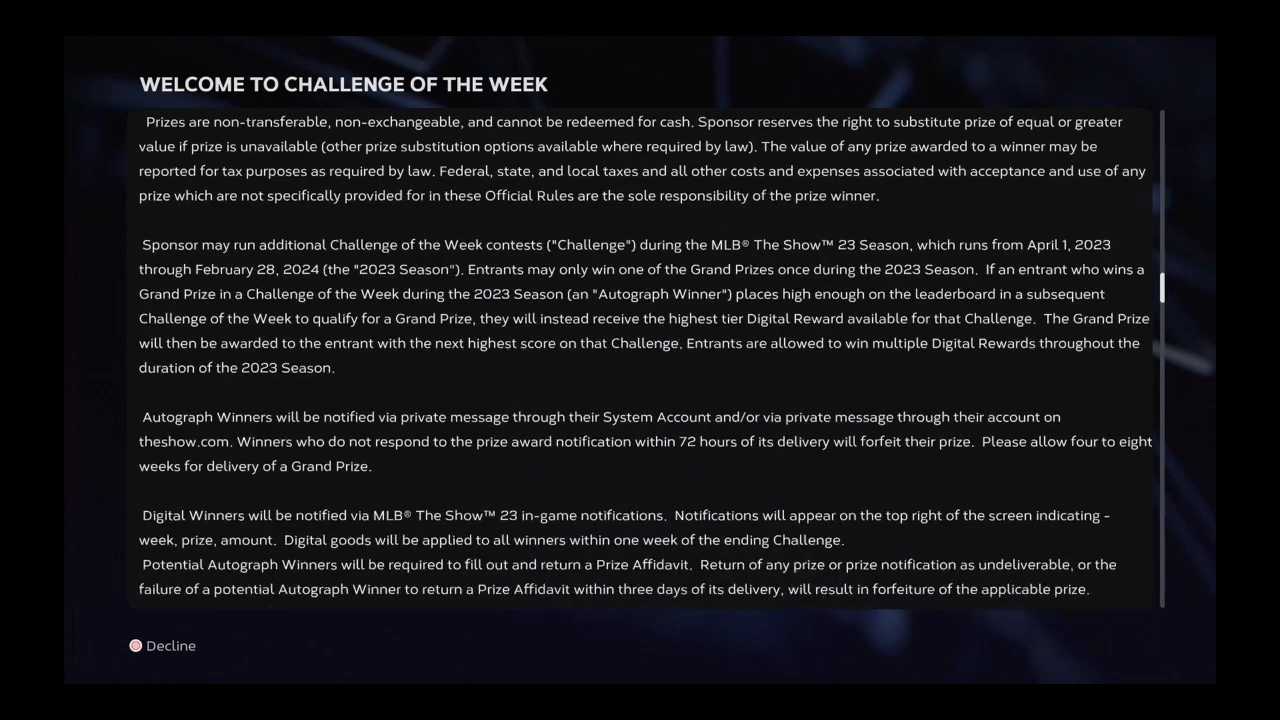 WELCOME TO CHALLENGE OF THE WEEK
Prizes are non-transferable, non-exchangeable, and cannot be redeemed for cash. Sponsor reserves the right to substitute prize of equal or greater
value if prize is unavailable (other prize substitution options available where required by law). The value of any prize awarded to a winner may be
reported for tax purposes as required by law. Federal, state, and local taxes and all other costs and expenses associated with acceptance and use of any
prize which are not specifically provided for in these Official Rules are the sole responsibility of the prize winner.
Sponsor may run additional Challenge of the Week contests ("Challenge") during the MLB® The Show™ 23 Season, which runs from April 1, 2023
through February 28, 2024 (the "2023 Season"). Entrants may only win one of the Grand Prizes once during the 2023 Season.  If an entrant who wins a
Grand Prize in a Challenge of the Week during the 2023 Season (an "Autograph Winner") places high enough on the leaderboard in a subsequent
Challenge of the Week to qualify for a Grand Prize, they will instead receive the highest tier Digital Reward available for that Challenge.  The Grand Prize
will then be awarded to the entrant with the next highest score on that Challenge. Entrants are allowed to win multiple Digital Rewards throughout the
duration of the 2023 Season.
Autograph Winners will be notified via private message through their System Account and/or via private message through their account on
theshow.com. Winners who do not respond to the prize award notification within 72 hours of its delivery will forfeit their prize.  Please allow four to eight
weeks for delivery of a Grand Prize.
Digital Winners will be notified via MLB® The Show™ 23 in-game notifications.  Notifications will appear on the top right of the screen indicating -
week, prize, amount.  Digital goods will be applied to all winners within one week of the ending Challenge.
Potential Autograph Winners will be required to fill out and return a Prize Affidavit.  Return of any prize or prize notification as undeliverable, or the
failure of a potential Autograph Winner to return a Prize Affidavit within three days of its delivery, will result in forfeiture of the applicable prize.
Decline